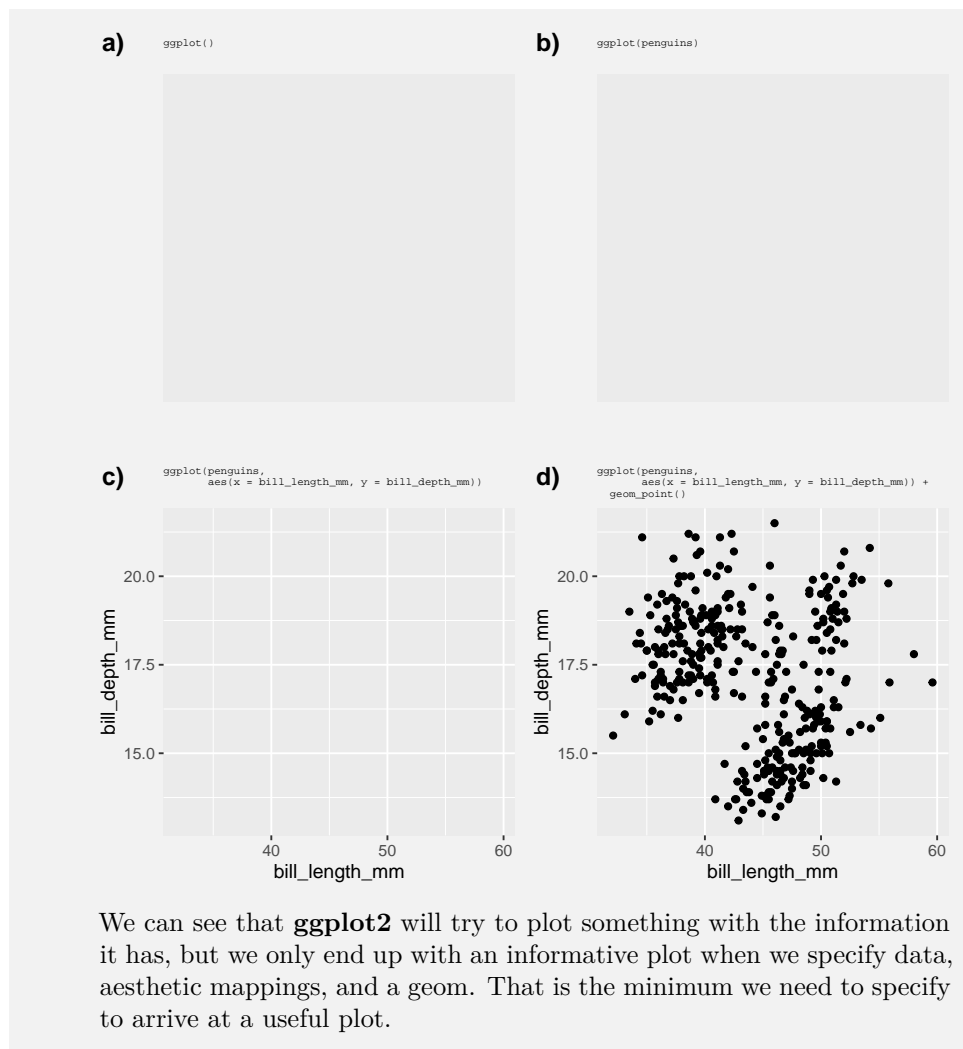 a) ggplot()
b) ggplot(penguins)
c) ggplot(penguins,
aes(x = bill_length_mm, y = bill_depth_mm))
20.0
17.5
15.0
bill_depth_mm
40 50 60
bill_length_mm
d) ggplot(penguins,
aes(x = bill_length_mm, y = bill_depth_mm)) +
geom_point()
20.0
17.5
15.0
bill_depth_mm
40 50 60
bill_length_mm
We can see that ggplot2 will try to plot something with the information
it has, but we only end up with an informative plot when we specify data,
aesthetic mappings, and a geom. That is the minimum we need to specify
to arrive at a useful plot.